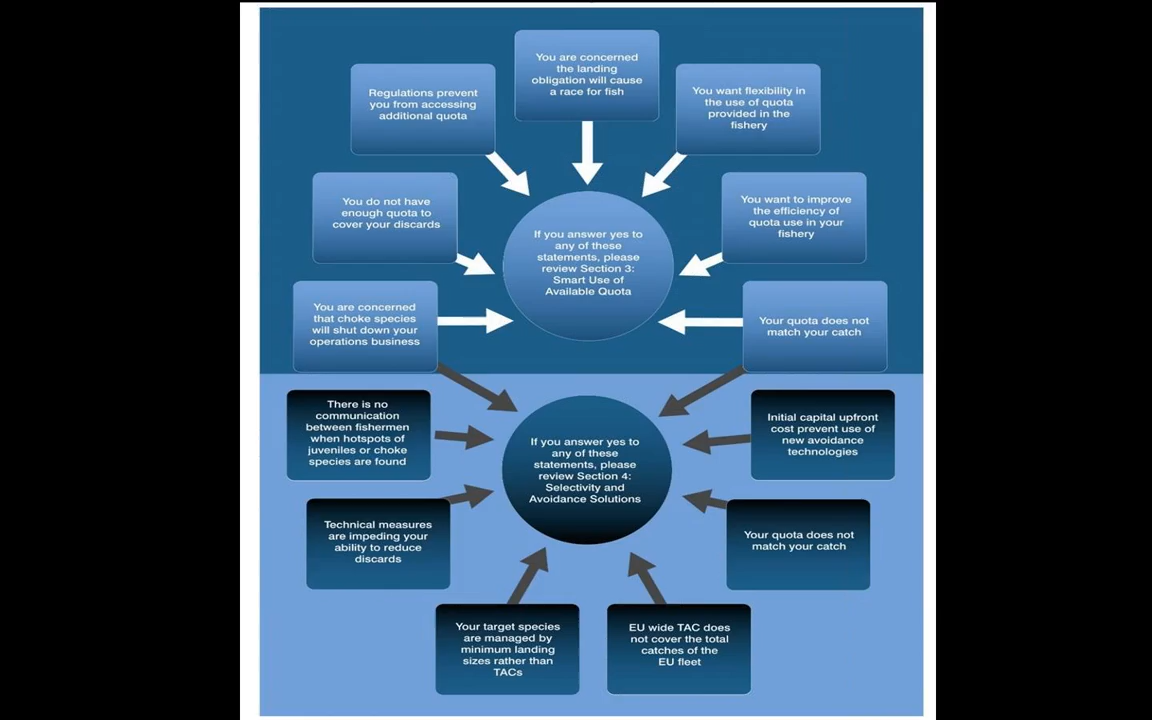 You are concerned
the landing
obligation will cause
a race for fish
Regulations prevent
you from accessing
additional quota
You want flexibility in
the use of quota
provided in the
fishery
You do not have
enough quota to
cover your discards
You want to improve
the efficiency of
quota use in your
fishery
If you answer yes to
any of these
statements, please
review Section 3:
Smart Use of
Available Quota
You are concerned
that choke species
will shut down your
operations business
Your quota does not
match your catch
There is no
communication
between fishermen
when hotspots of
juveniles or choke
species are found
If you answer yes to
any of these
statements, please
review Section 4:
Selectivity and
Avoidance Solutions
Initial capital upfront
cost prevent use of
new avoidance
technologies
Technical measures
are impeding your
ability to reduce
discards
Your quota does not
match your catch
Your target species
are managed by
minimum landing
sizes rather than
TACs
EU wide TAC does
not cover the total
catches of the
EU fleet